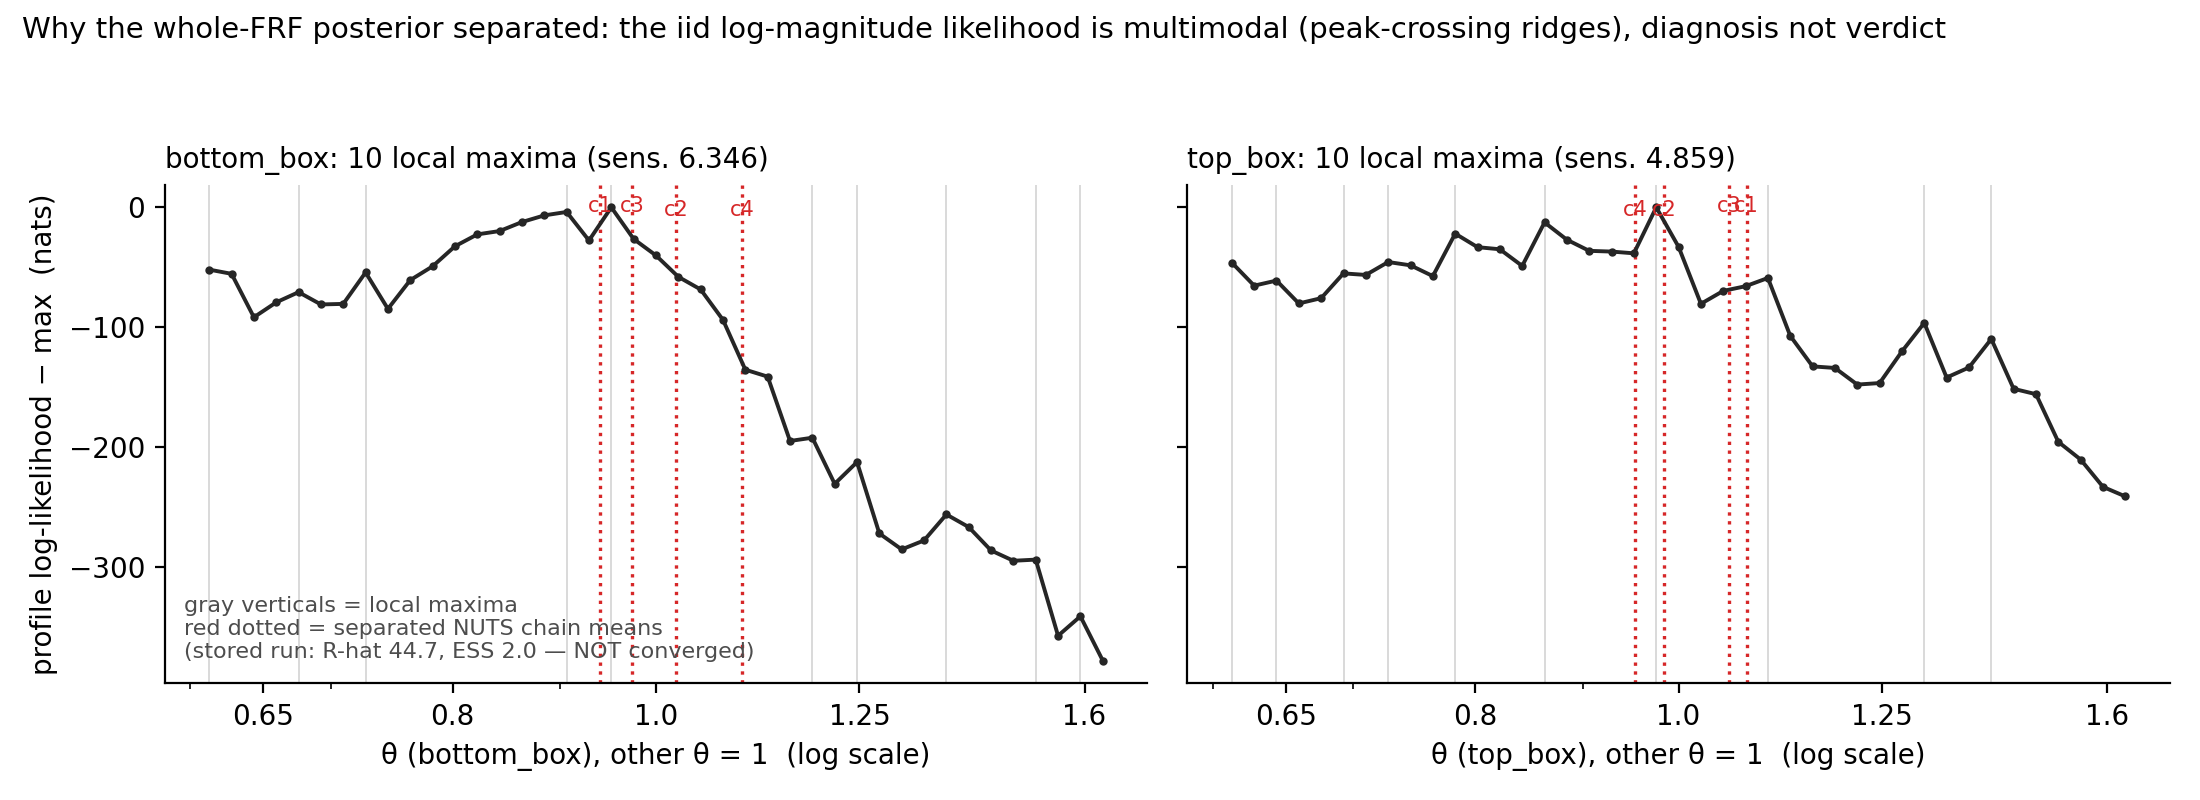 Why the whole-FRF posterior separated: the iid log-magnitude likelihood is multimodal (peak-crossing ridges), diagnosis not verdict
bottom_box: 10 local maxima (sens. 6.346)
profile log-likelihood − max (nats)
0
−100
−200
−300
c1
c3
c2
c4
gray verticals = local maxima
red dotted = separated NUTS chain means
(stored run: R-hat 44.7, ESS 2.0 — NOT converged)
0.65
0.8
1.0
1.25
1.6
θ (bottom_box), other θ = 1 (log scale)
top_box: 10 local maxima (sens. 4.859)
c4
c2
c3
c1
0.65
0.8
1.0
1.25
1.6
θ (top_box), other θ = 1 (log scale)